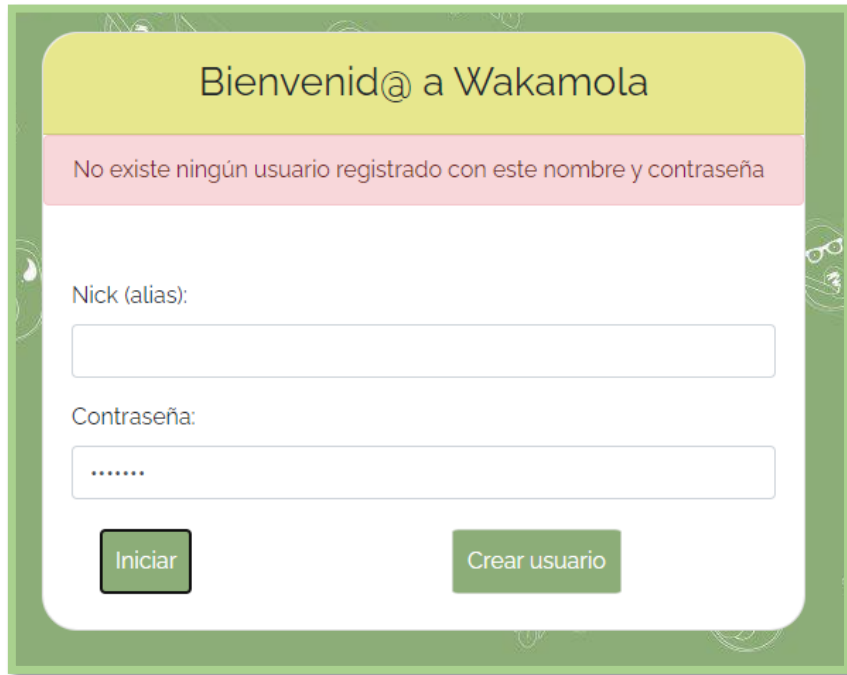 Bienvenid@ a Wakamola
No existe ningún usuario registrado con este nombre y contraseña
Nick (alias):
Contraseña:
•••••••
Iniciar
Crear usuario